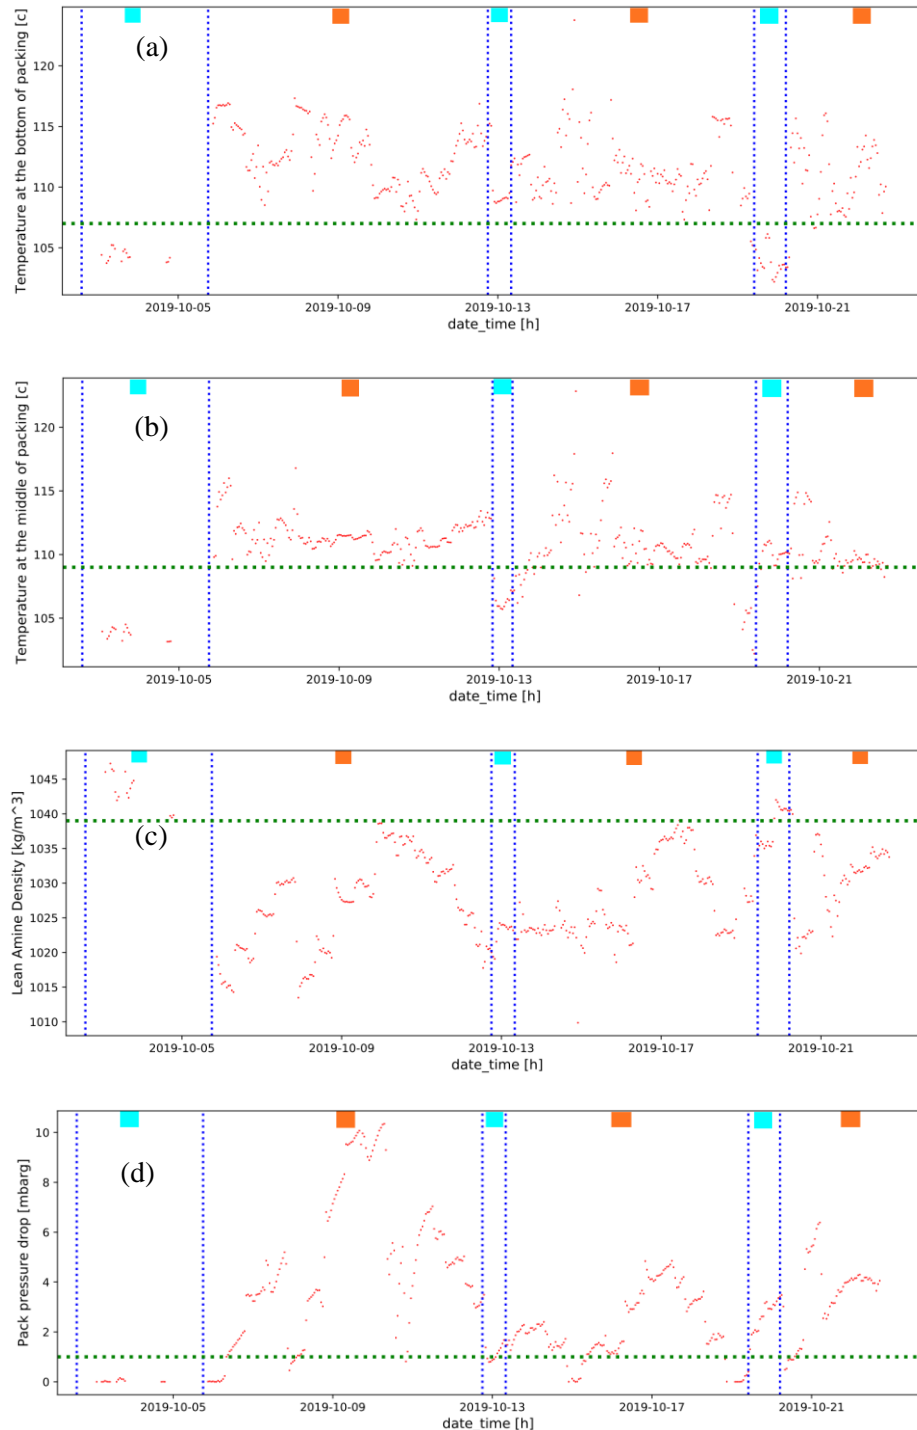 (a)
Temperature at the bottom of packing [c]
120
115
110
105
2019-10-05 2019-10-09 2019-10-13 2019-10-17 2019-10-21
date_time [h]
(b)
Temperature at the middle of packing [c]
120
115
110
105
2019-10-05 2019-10-09 2019-10-13 2019-10-17 2019-10-21
date_time [h]
(c)
Lean Amine Density [kg/m^3]
1045
1040
1035
1030
1025
1020
1015
1010
2019-10-05 2019-10-09 2019-10-13 2019-10-17 2019-10-21
date_time [h]
(d)
Pack pressure drop [mbarg]
10
8
6
4
2
0
2019-10-05 2019-10-09 2019-10-13 2019-10-17 2019-10-21
date_time [h]